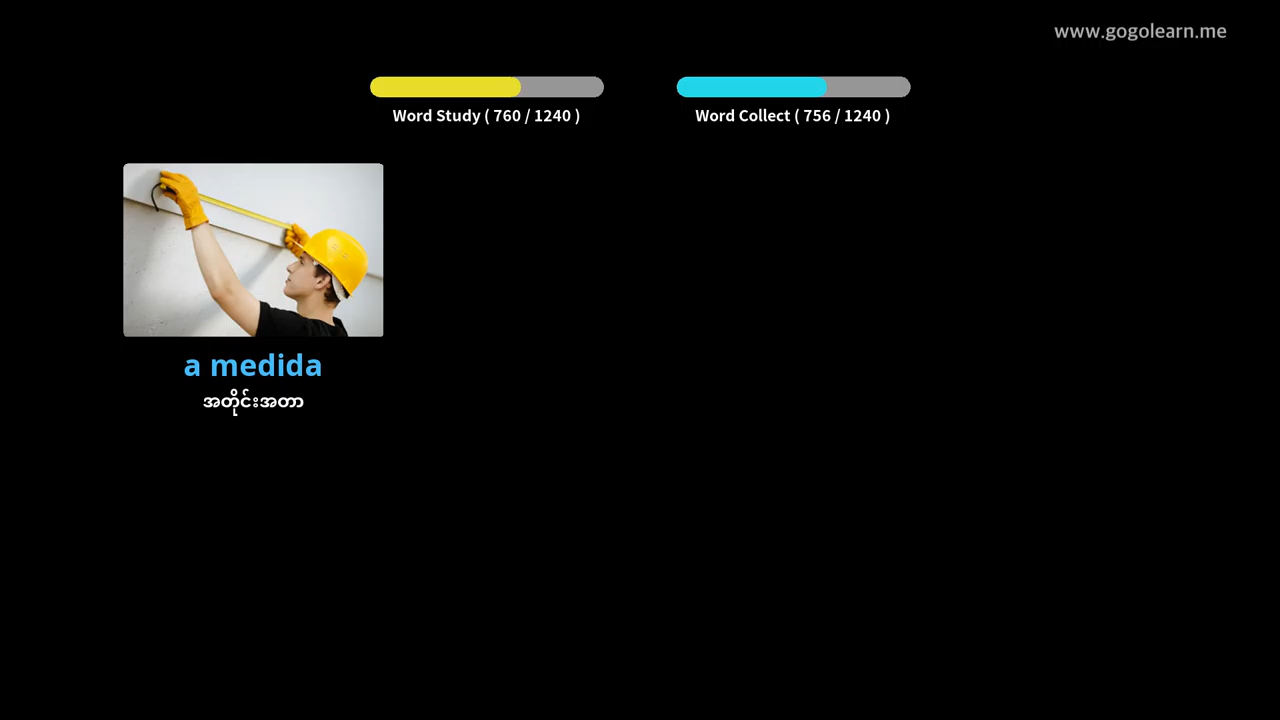 www.gogolearn.me
Word Study ( 760 / 1240 )
Word Collect ( 756 / 1240 )
a medida
အတိုင်းအတာ